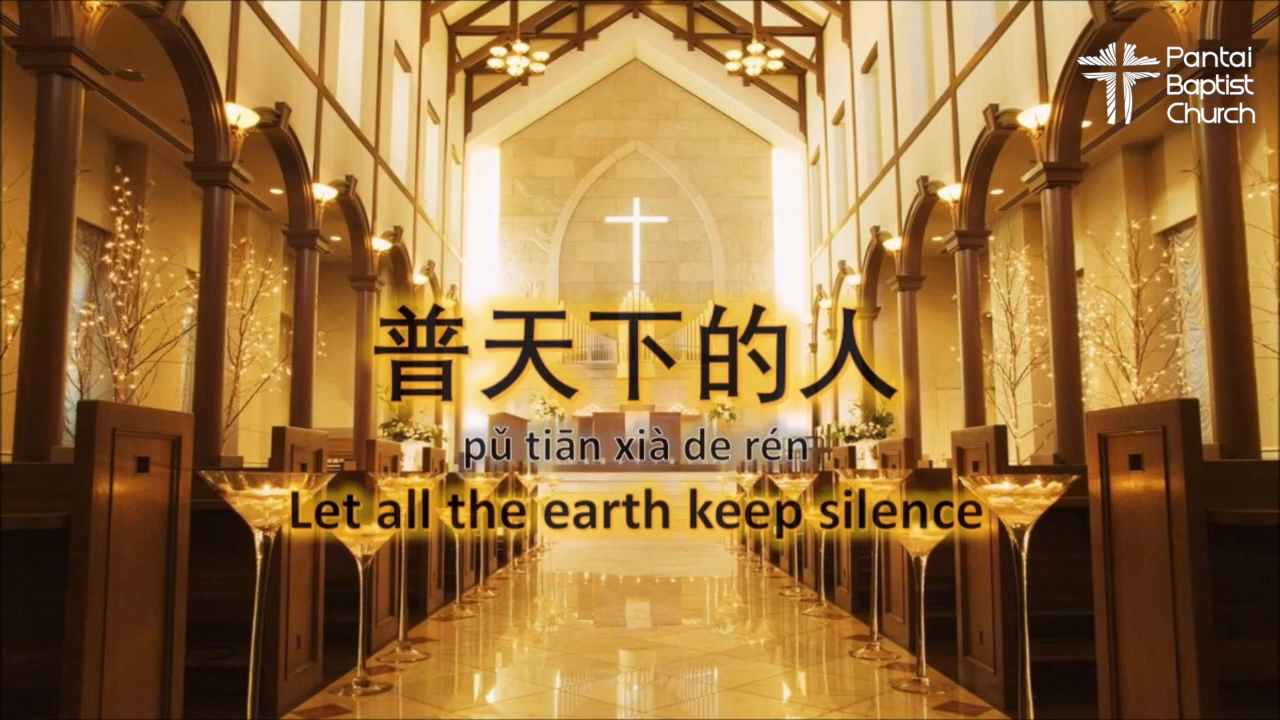 Pantai
Baptist
Church
普天下的人
pǔ tiān xià de rén
Let all the earth keep silence